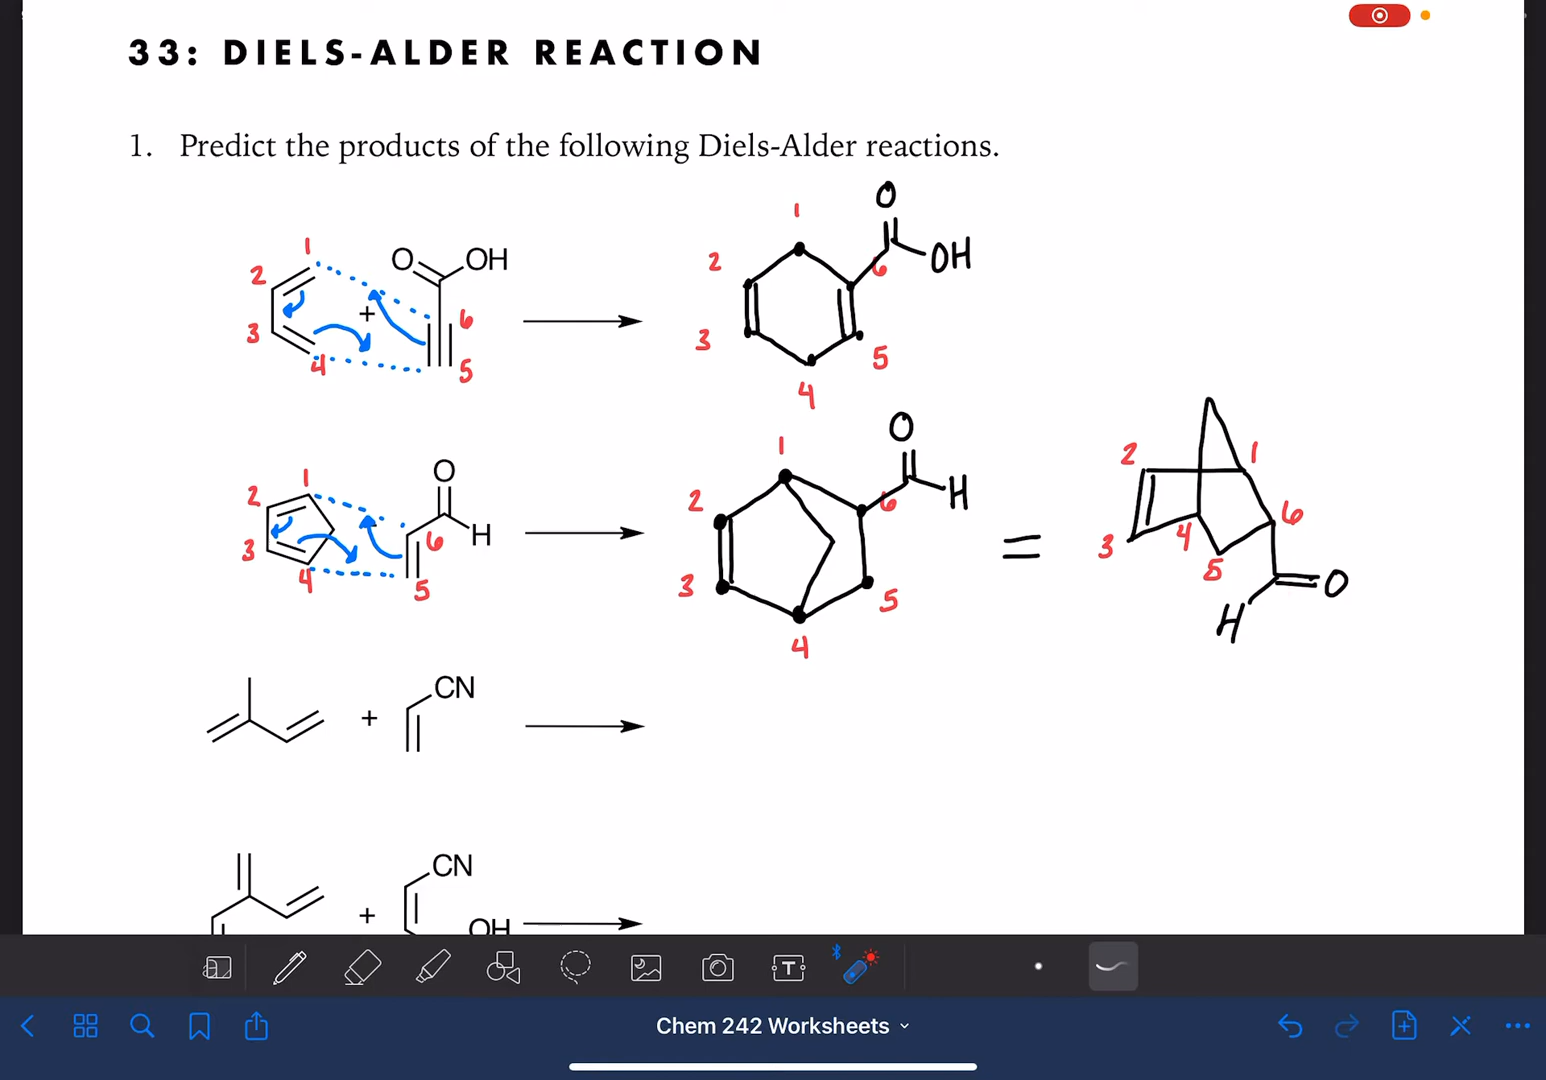 33: DIELS-ALDER REACTION
1. Predict the products of the following Diels-Alder reactions.
1 2 3 4 + O OH 6 5
1 2 3 4 5 6 O OH
1 2 3 4 O H 6 5
1 2 3 4 5 6 O H
=
2 1 3 4 5 6 H O
+ CN
+ CN OH
T
Chem 242 Worksheets